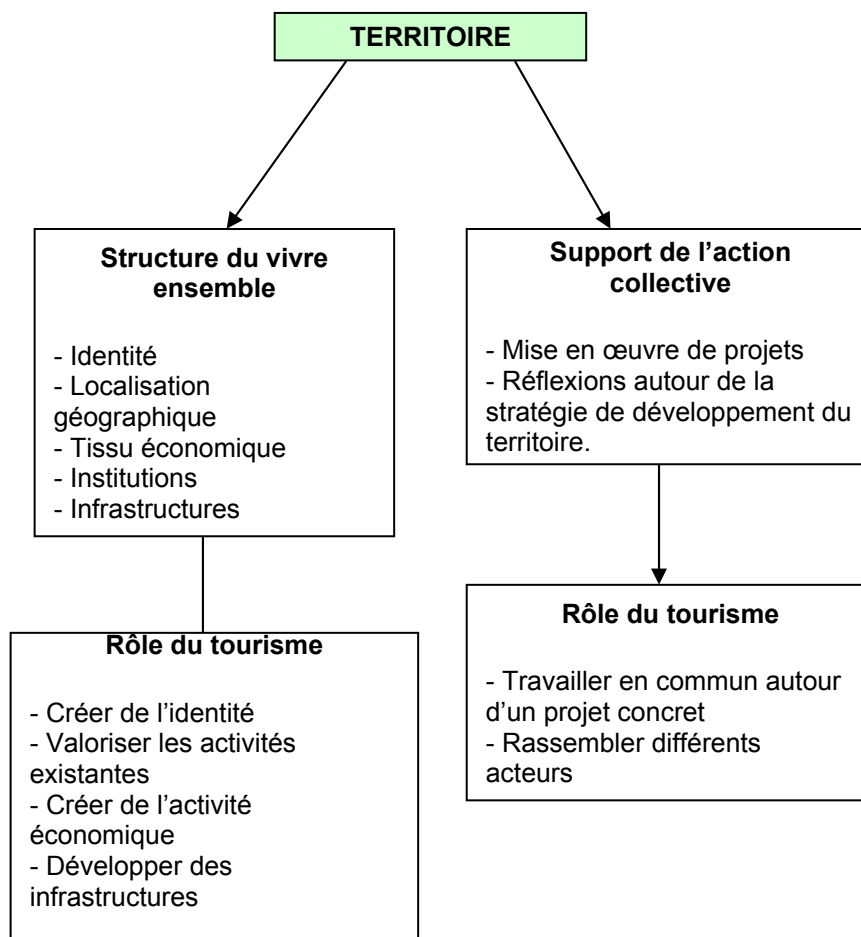 TERRITOIRE
Structure du vivre
ensemble
- Identité
- Localisation
géographique
- Tissu économique
- Institutions
- Infrastructures
Support de l’action
collective
- Mise en œuvre de projets
- Réflexions autour de la
stratégie de développement du
territoire.
Rôle du tourisme
- Créer de l’identité
- Valoriser les activités
existantes
- Créer de l’activité
économique
- Développer des
infrastructures
Rôle du tourisme
- Travailler en commun autour
d’un projet concret
- Rassembler différents
acteurs